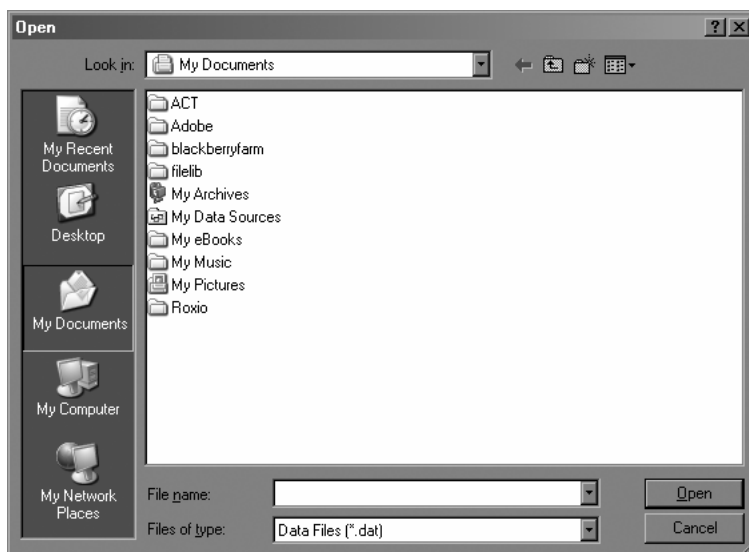 Open
Look in:
My Documents
My Recent
Documents
Desktop
My Documents
My Computer
My Network
Places
ACT
Adobe
blackberryfarm
filelib
My Archives
My Data Sources
My eBooks
My Music
My Pictures
Roxio
File name:
Open
Files of type:
Data Files (*.dat)
Cancel